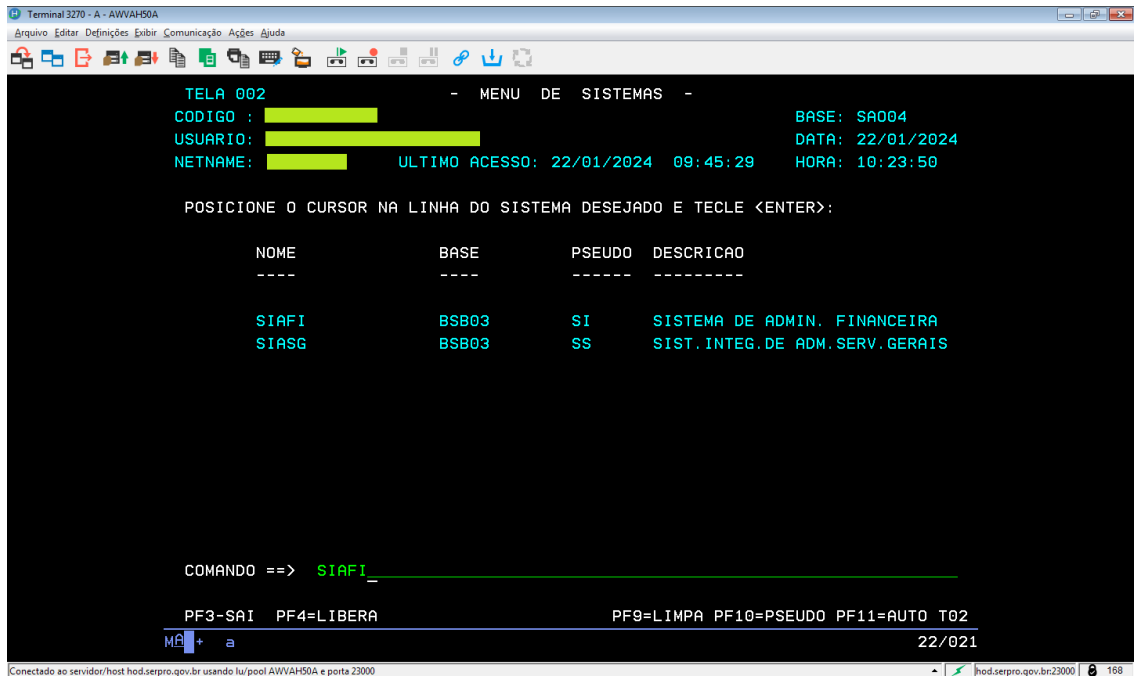 Terminal 3270 - A - AWVAH50A
Arquivo Editar Definições Exibir Comunicação Ações Ajuda
TELA 002 - MENU DE SISTEMAS -
CODIGO : BASE: SAO04
USUARIO: DATA: 22/01/2024
NETNAME: ULTIMO ACESSO: 22/01/2024 09:45:29 HORA: 10:23:50
POSICIONE O CURSOR NA LINHA DO SISTEMA DESEJADO E TECLE <ENTER>:
NOME BASE PSEUDO DESCRICAO
---- ---- ------ ---------
SIAFI BSB03 SI SISTEMA DE ADMIN. FINANCEIRA
SIASG BSB03 SS SIST.INTEG.DE ADM.SERV.GERAIS
COMANDO ==> SIAFI
PF3-SAI PF4=LIBERA PF9=LIMPA PF10=PSEUDO PF11=AUTO T02
MA + a 22/021
Conectado ao servidor/host hod.serpro.gov.br usando lu/pool AWVAH50A e porta 23000 hod.serpro.gov.br:23000 168